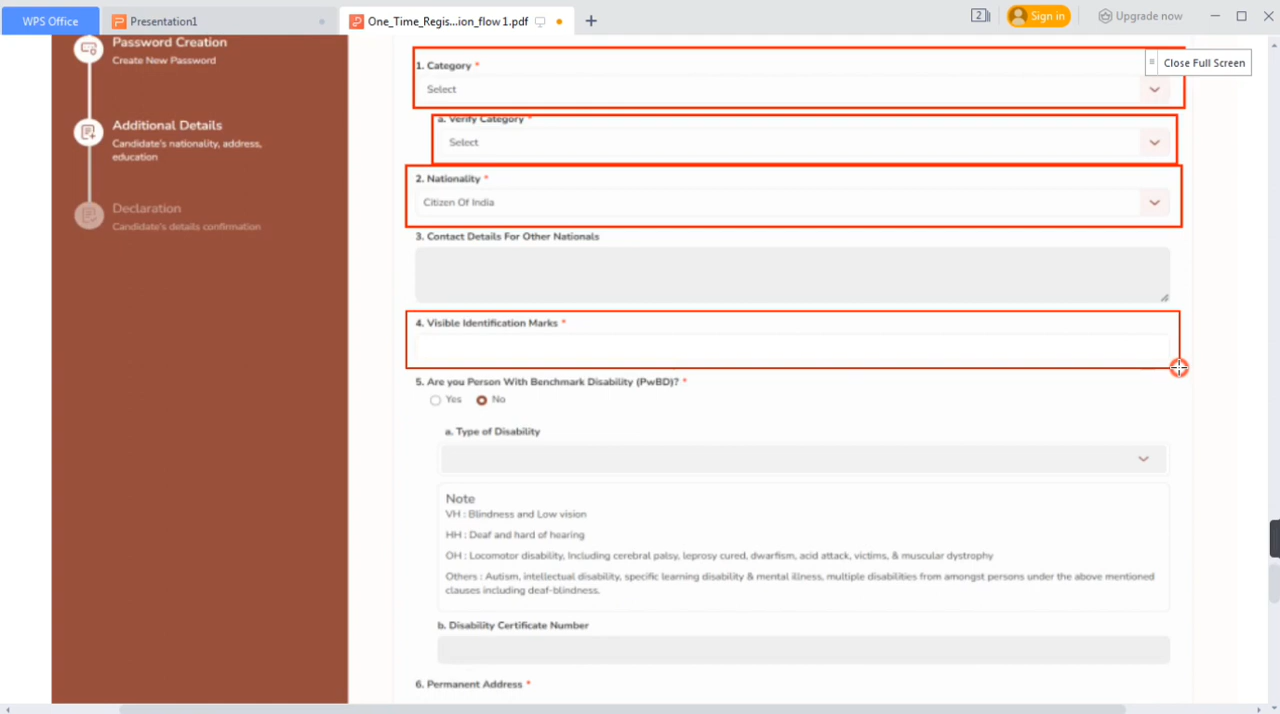 WPS Office
Presentation1
One_Time_Regis...ion_flow 1.pdf
2
Sign in
Upgrade now
Close Full Screen
Password Creation
Create New Password
Additional Details
Candidate's nationality, address,
education
Declaration
Candidate's details confirmation
1. Category *
Select
a. Verify Category *
Select
2. Nationality *
Citizen Of India
3. Contact Details For Other Nationals
4. Visible Identification Marks *
5. Are you Person With Benchmark Disability (PwBD)? *
Yes No
a. Type of Disability
Note
VH : Blindness and Low vision
HH : Deaf and hard of hearing
OH : Locomotor disability, Including cerebral palsy, leprosy cured, dwarfism, acid attack, victims, & muscular dystrophy
Others : Autism, intellectual disability, specific learning disability & mental illness, multiple disabilities from amongst persons under the above mentioned
clauses including deaf-blindness.
b. Disability Certificate Number
6. Permanent Address *